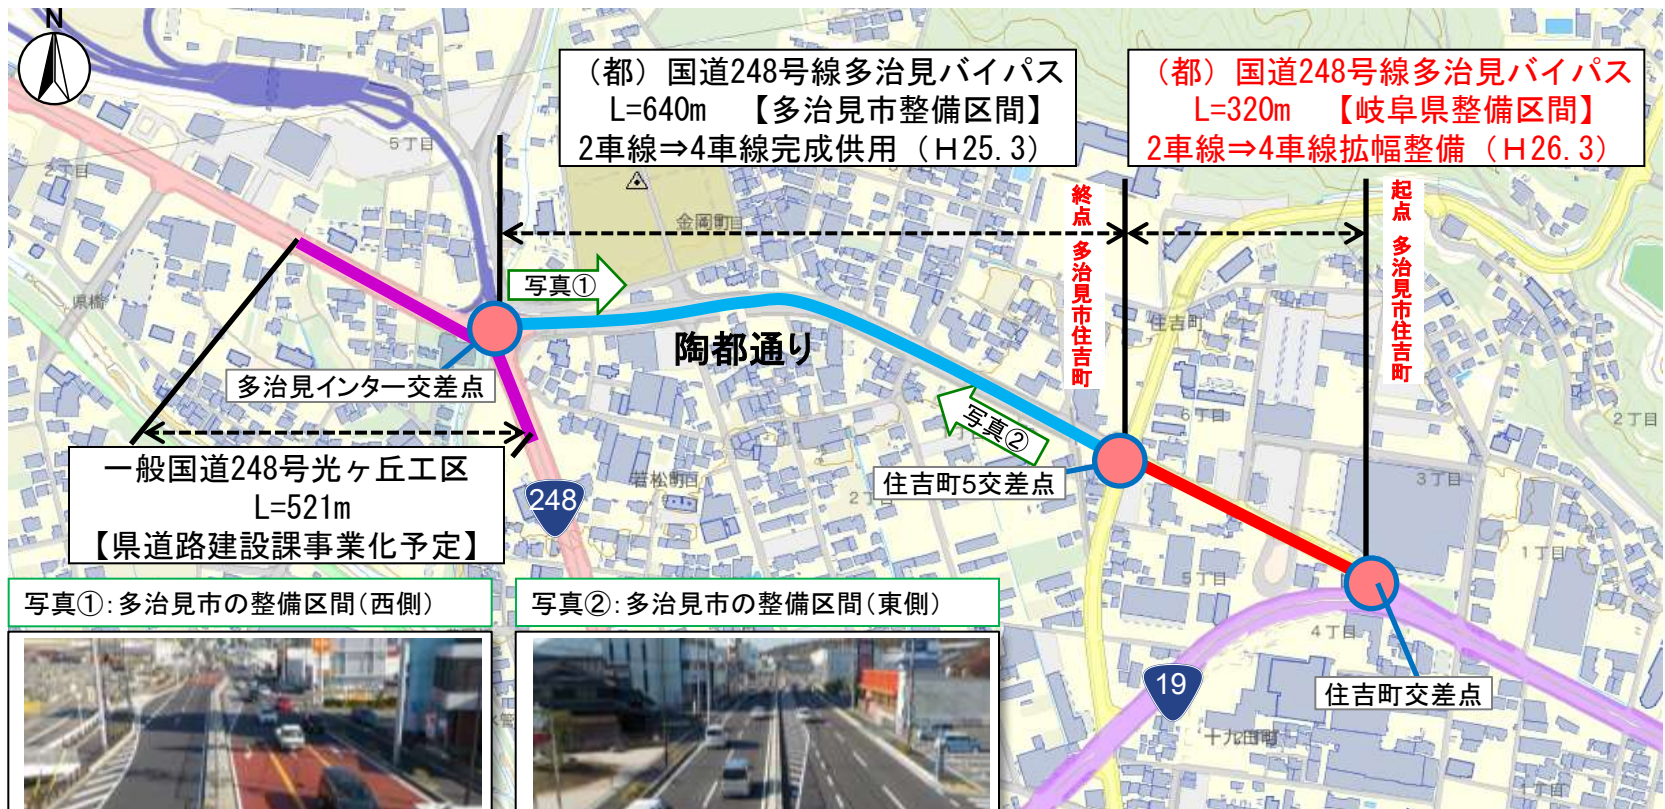 N
(都) 国道248号線多治見バイパス
L=640m 【多治見市整備区間】
2車線⇒4車線完成供用 (H25.3)
(都) 国道248号線多治見バイパス
L=320m 【岐阜県整備区間】
2車線⇒4車線拡幅整備 (H26.3)
終点 多治見市住吉町
起点 多治見市住吉町
5丁目
2丁目
金岡町
写真①
県橋
陶都通り
住吉町
多治見インター交差点
写真②
6丁目
2丁目
一般国道248号光ヶ丘工区
L=521m
【県道路建設課事業化予定】
248
若松町
2丁目
住吉町5交差点
3丁目
1丁目
5丁目
4丁目
写真①:多治見市の整備区間(西側)
写真②:多治見市の整備区間(東側)
19
住吉町交差点
十九田町
1丁目